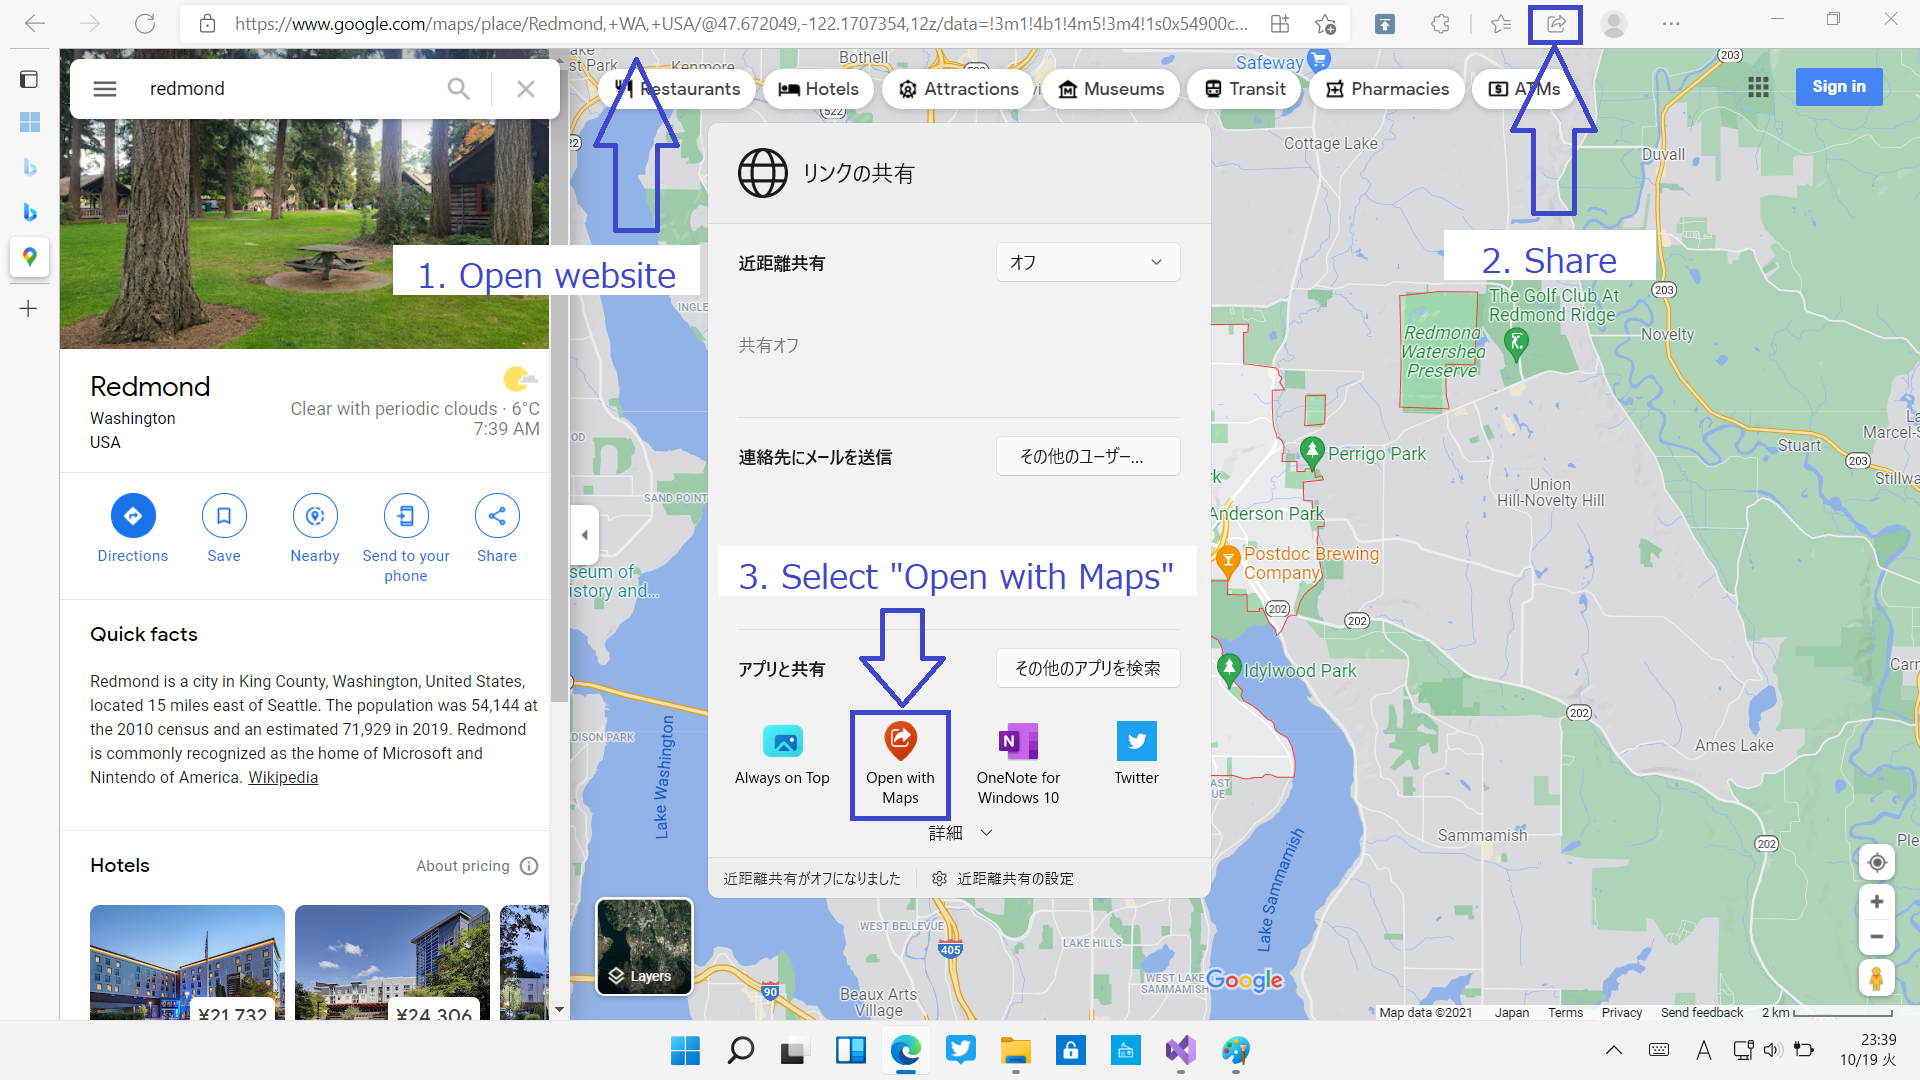 https://www.google.com/maps/place/Redmond,+WA,+USA/@47.672049,-122.1707354,12z/data=!3m1!4b1!4m5!3m4!1s0x54900c...
redmond
Restaurants
Hotels
Attractions
Museums
Transit
Pharmacies
ATMs
Sign in
Kenmore
Bothell
Safeway
522
522
203
Cottage Lake
Duvall
リンクの共有
1. Open website
2. Share
近距離共有
オフ
共有オフ
The Golf Club At
Redmond Ridge
203
Novelty
Redmond
Watershed
Preserve
Redmond
Washington
USA
Clear with periodic clouds · 6°C
7:39 AM
Stuart
203
Perrigo Park
連絡先にメールを送信
その他のユーザー...
SAND POINT
Union
Hill-Novelty Hill
Anderson Park
Directions
Save
Nearby
Send to your
phone
Share
Postdoc Brewing
Company
3. Select "Open with Maps"
202
202
Quick facts
Redmond is a city in King County, Washington, United States,
located 15 miles east of Seattle. The population was 54,144 at
the 2010 census and an estimated 71,929 in 2019. Redmond
is commonly recognized as the home of Microsoft and
Nintendo of America. Wikipedia
アプリと共有
その他のアプリを検索
Idylwood Park
202
Always on Top
Open with
Maps
OneNote for
Windows 10
Twitter
詳細
Lake Washington
Ames Lake
Sammamish
202
Lake Sammamish
近距離共有がオフになりました
近距離共有の設定
Hotels
About pricing
¥21,732
¥24,306
Layers
WEST BELLEVUE
405
LAKE HILLS
90
Beaux Arts
Village
WEST LAKE
SAMMAMISH
Google
Map data ©2021
Japan
Terms
Privacy
Send feedback
2 km
A
23:39
10/19 火